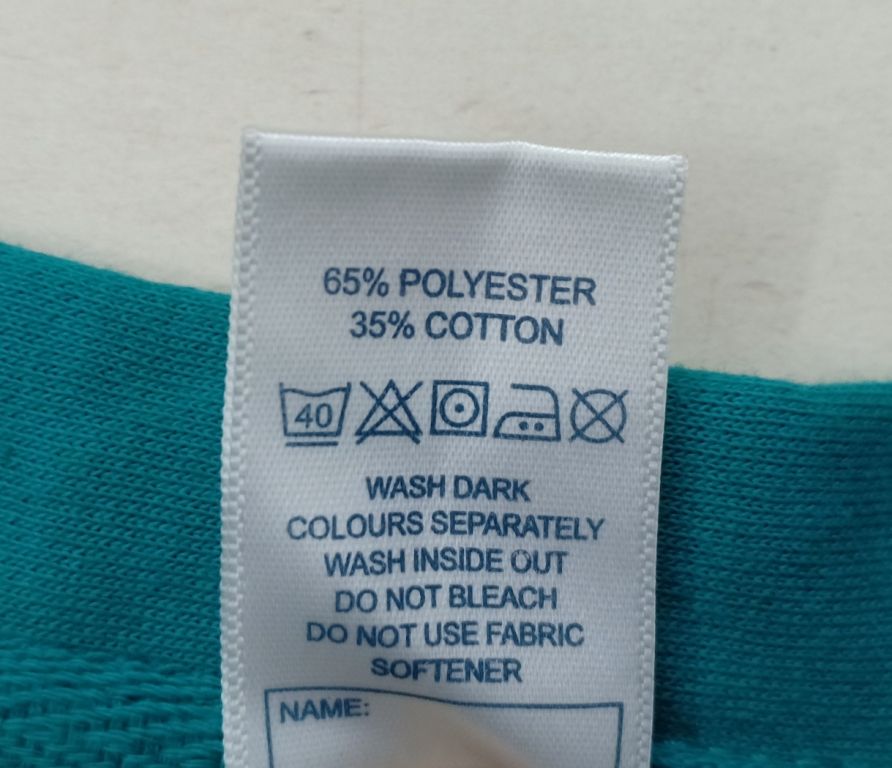 65% POLYESTER
35% COTTON
40
WASH DARK
COLOURS SEPARATELY
WASH INSIDE OUT
DO NOT BLEACH
DO NOT USE FABRIC
SOFTENER
NAME: